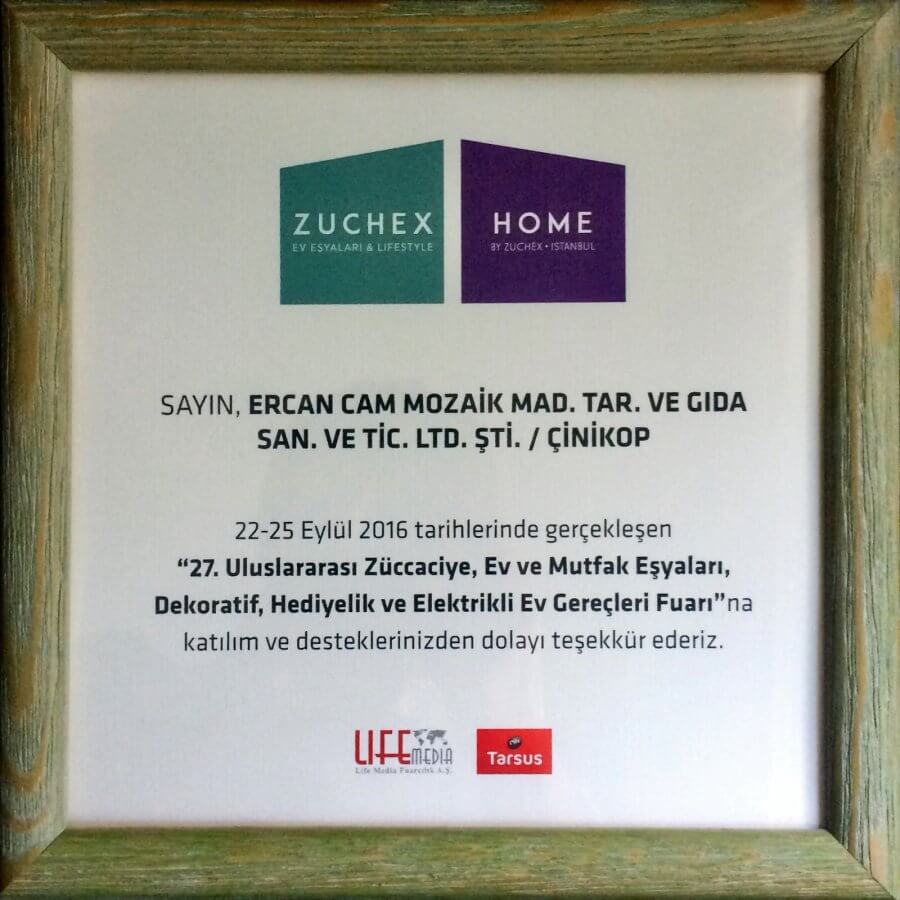 ZUCHEX
EV EŞYALARI & LIFESTYLE
HOME
BY ZUCHEX • ISTANBUL
SAYIN, ERCAN CAM MOZAİK MAD. TAR. VE GIDA
SAN. VE TİC. LTD. ŞTİ. / ÇİNİKOP
22-25 Eylül 2016 tarihlerinde gerçekleşen
“27. Uluslararası Züccaciye, Ev ve Mutfak Eşyaları,
Dekoratif, Hediyelik ve Elektrikli Ev Gereçleri Fuarı”na
katılım ve desteklerinizden dolayı teşekkür ederiz.
LIFE MEDIA
Life Media Fuarcılık A.Ş.
Tarsus